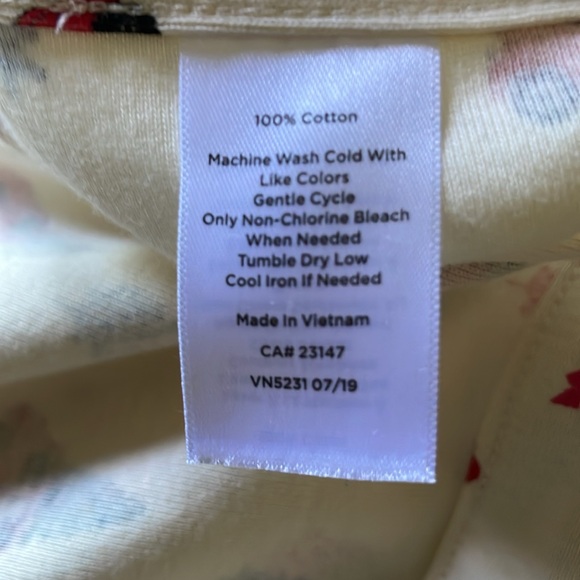 100% Cotton
Machine Wash Cold With
Like Colors
Gentle Cycle
Only Non-Chlorine Bleach
When Needed
Tumble Dry Low
Cool Iron If Needed
Made In Vietnam
CA# 23147
VN5231 07/19